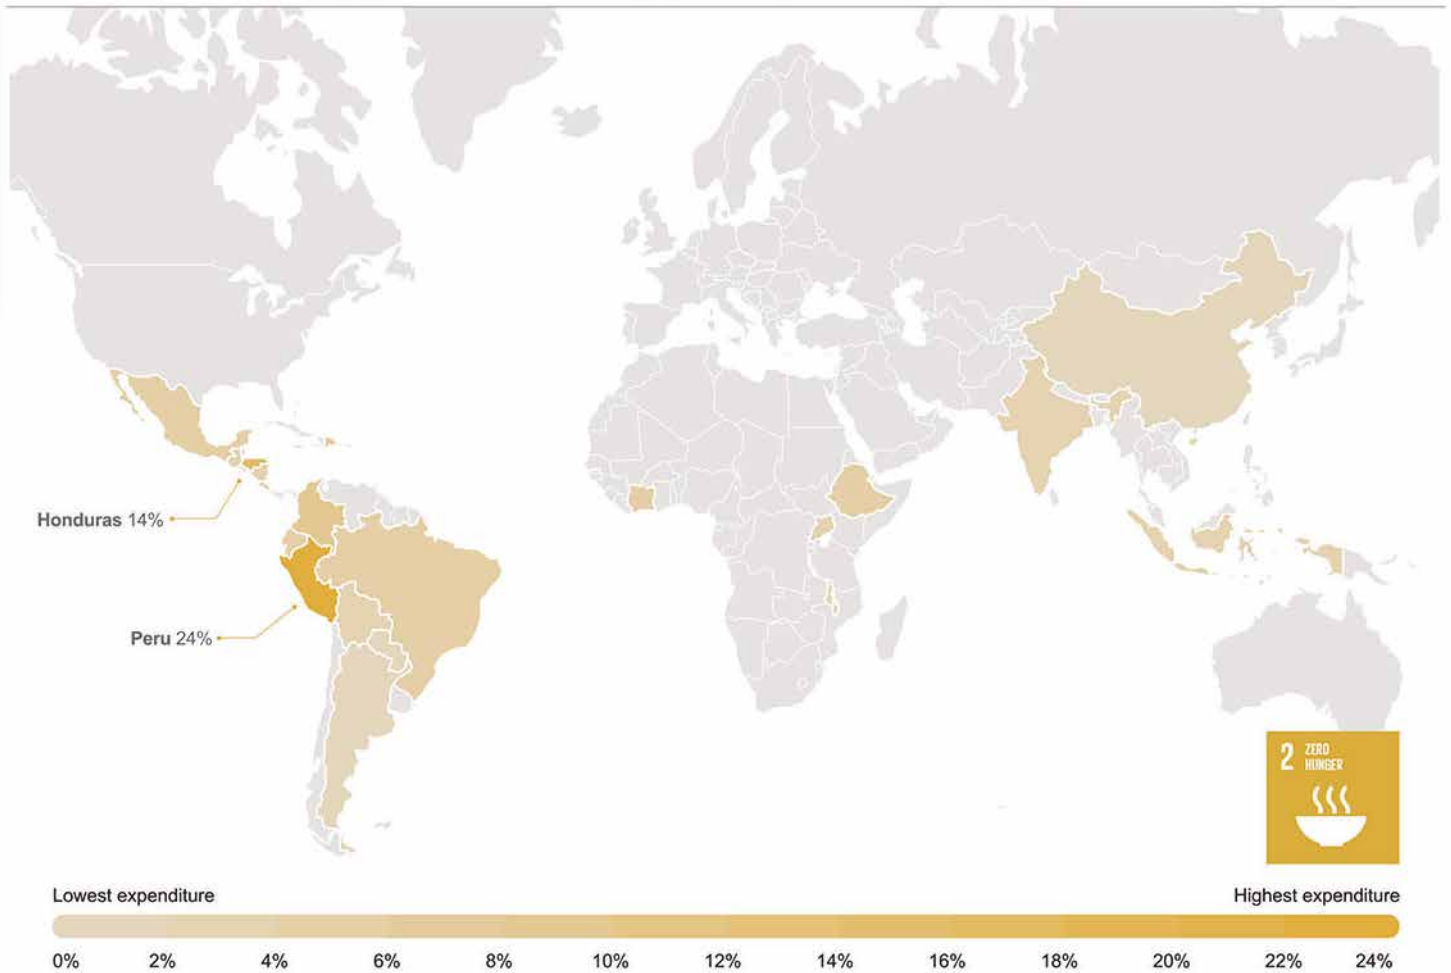 Honduras 14%
Peru 24%
2 ZERO
HUNGER
Lowest expenditure
Highest expenditure
0% 2% 4% 6% 8% 10% 12% 14% 16% 18% 20% 22% 24%